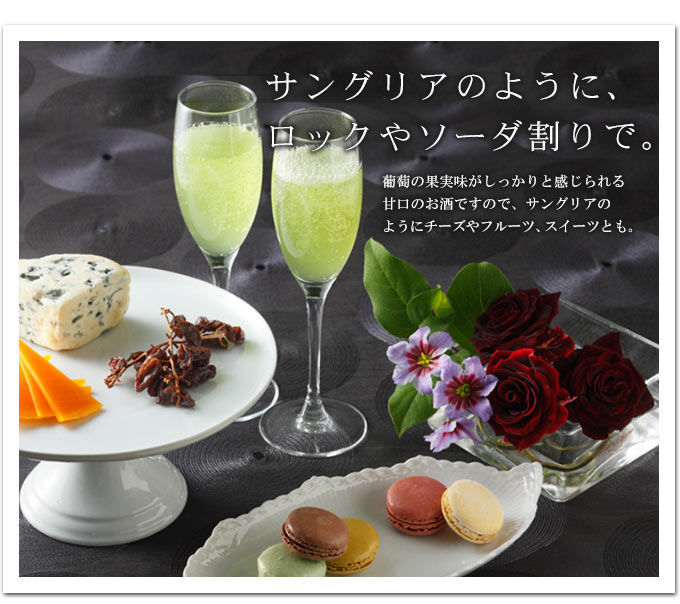 サングリアのように、
ロックやソーダ割りで。
葡萄の果実味がしっかりと感じられる
甘口のお酒ですので、サングリアの
ようにチーズやフルーツ、スイーツとも。